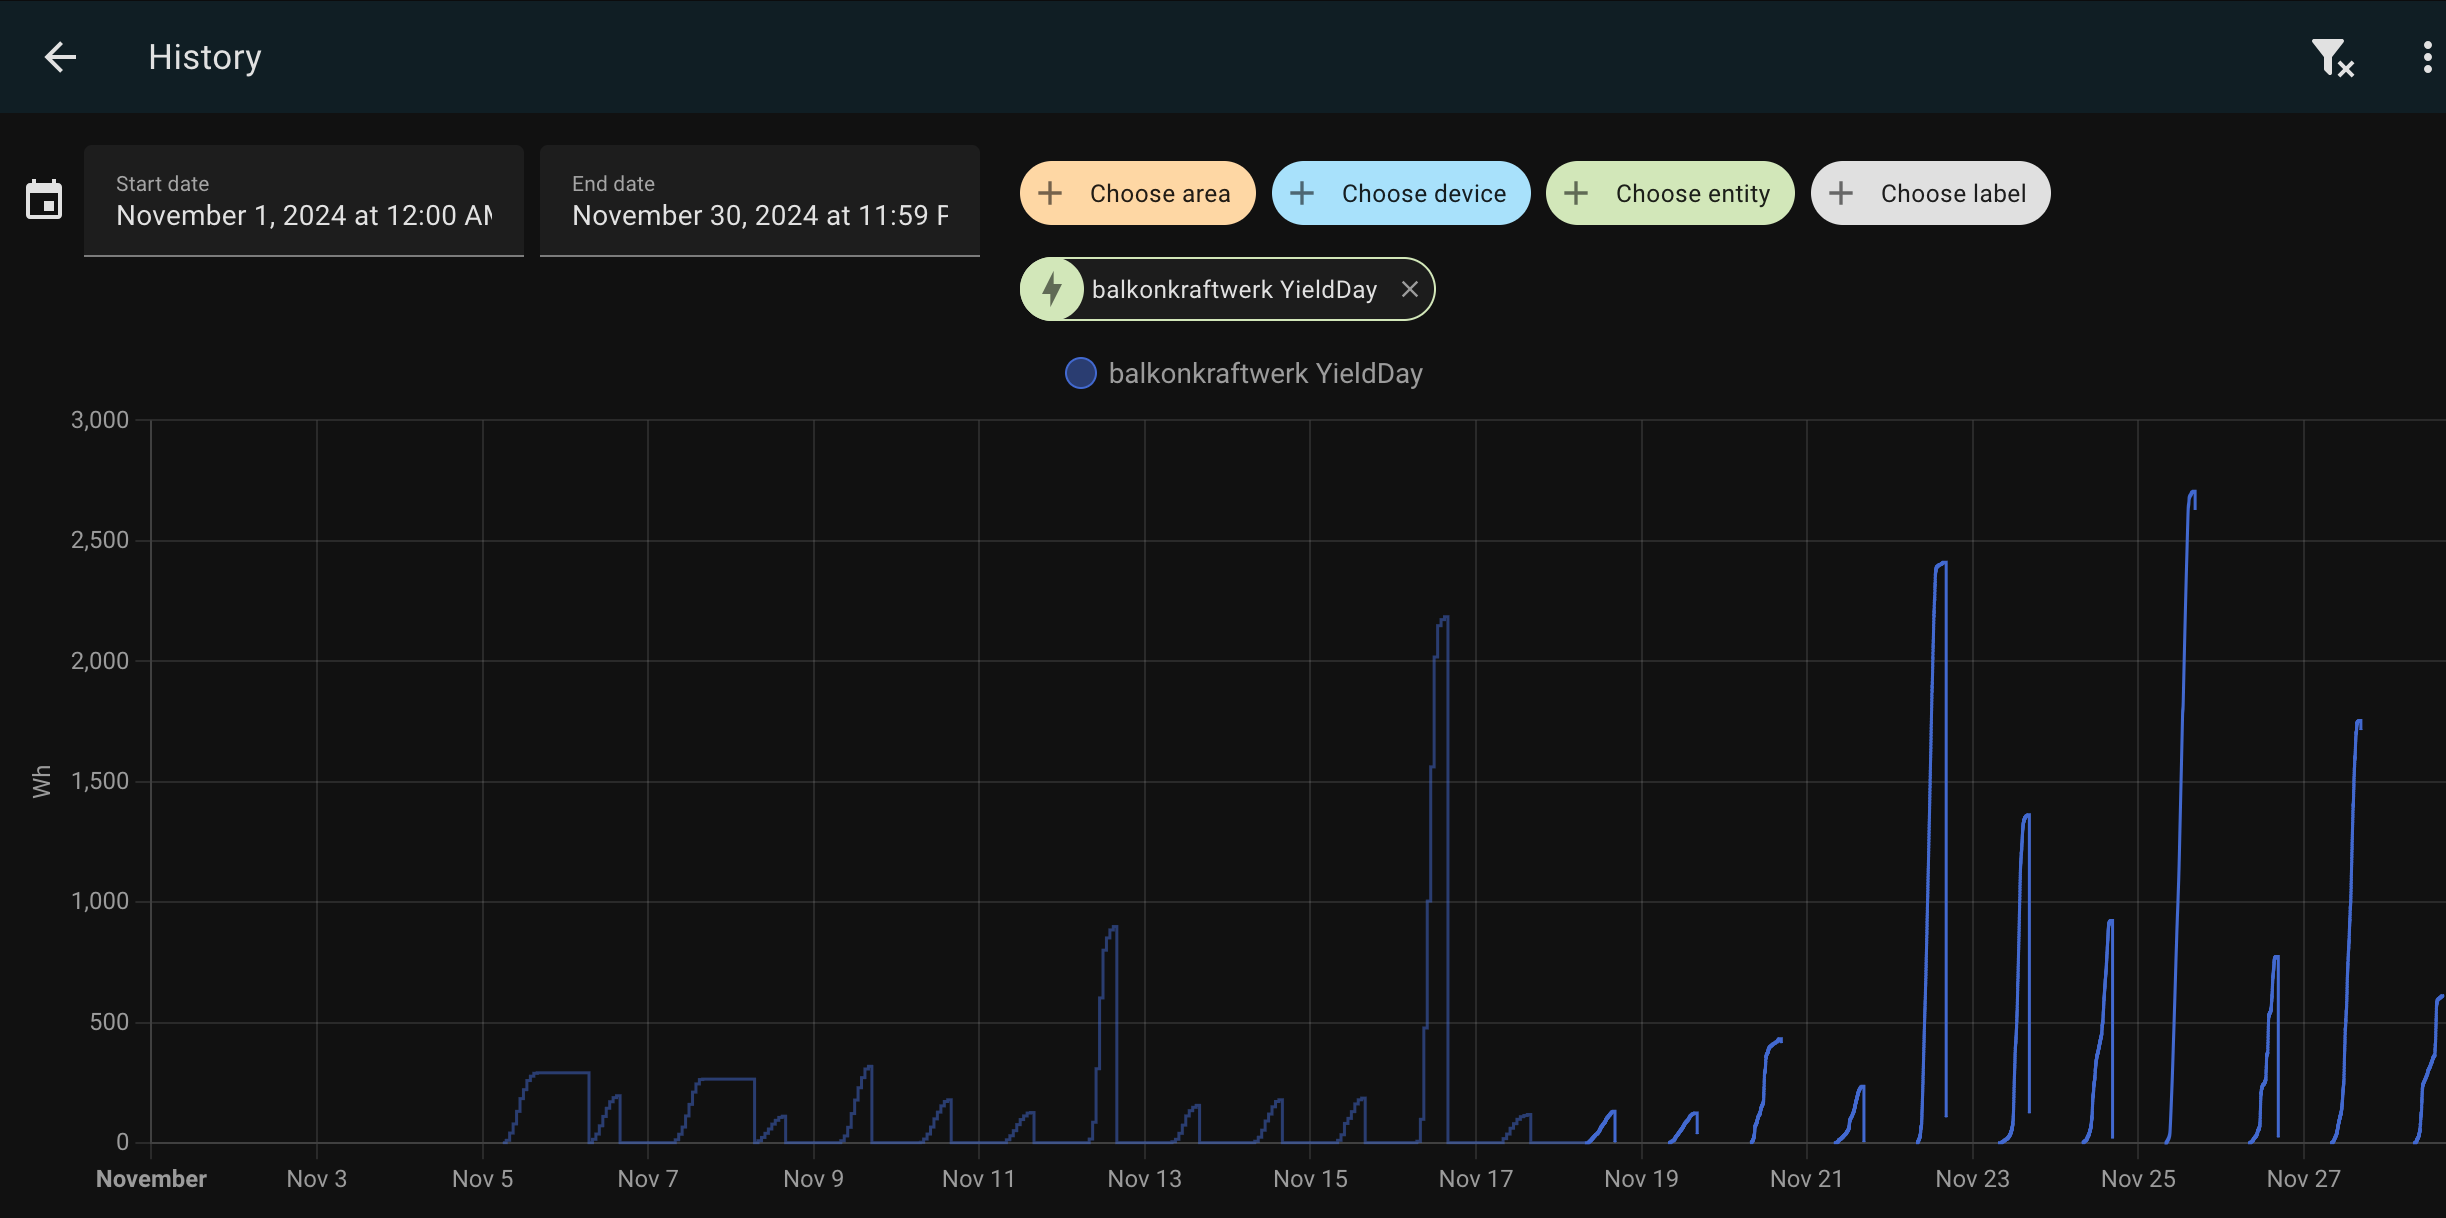 History
Start date
November 1, 2024 at 12:00 AM
End date
November 30, 2024 at 11:59 P
Choose area
Choose device
Choose entity
Choose label
balkonkraftwerk YieldDay
balkonkraftwerk YieldDay
3,000
2,500
2,000
1,500
1,000
500
0
Wh
November
Nov 3
Nov 5
Nov 7
Nov 9
Nov 11
Nov 13
Nov 15
Nov 17
Nov 19
Nov 21
Nov 23
Nov 25
Nov 27